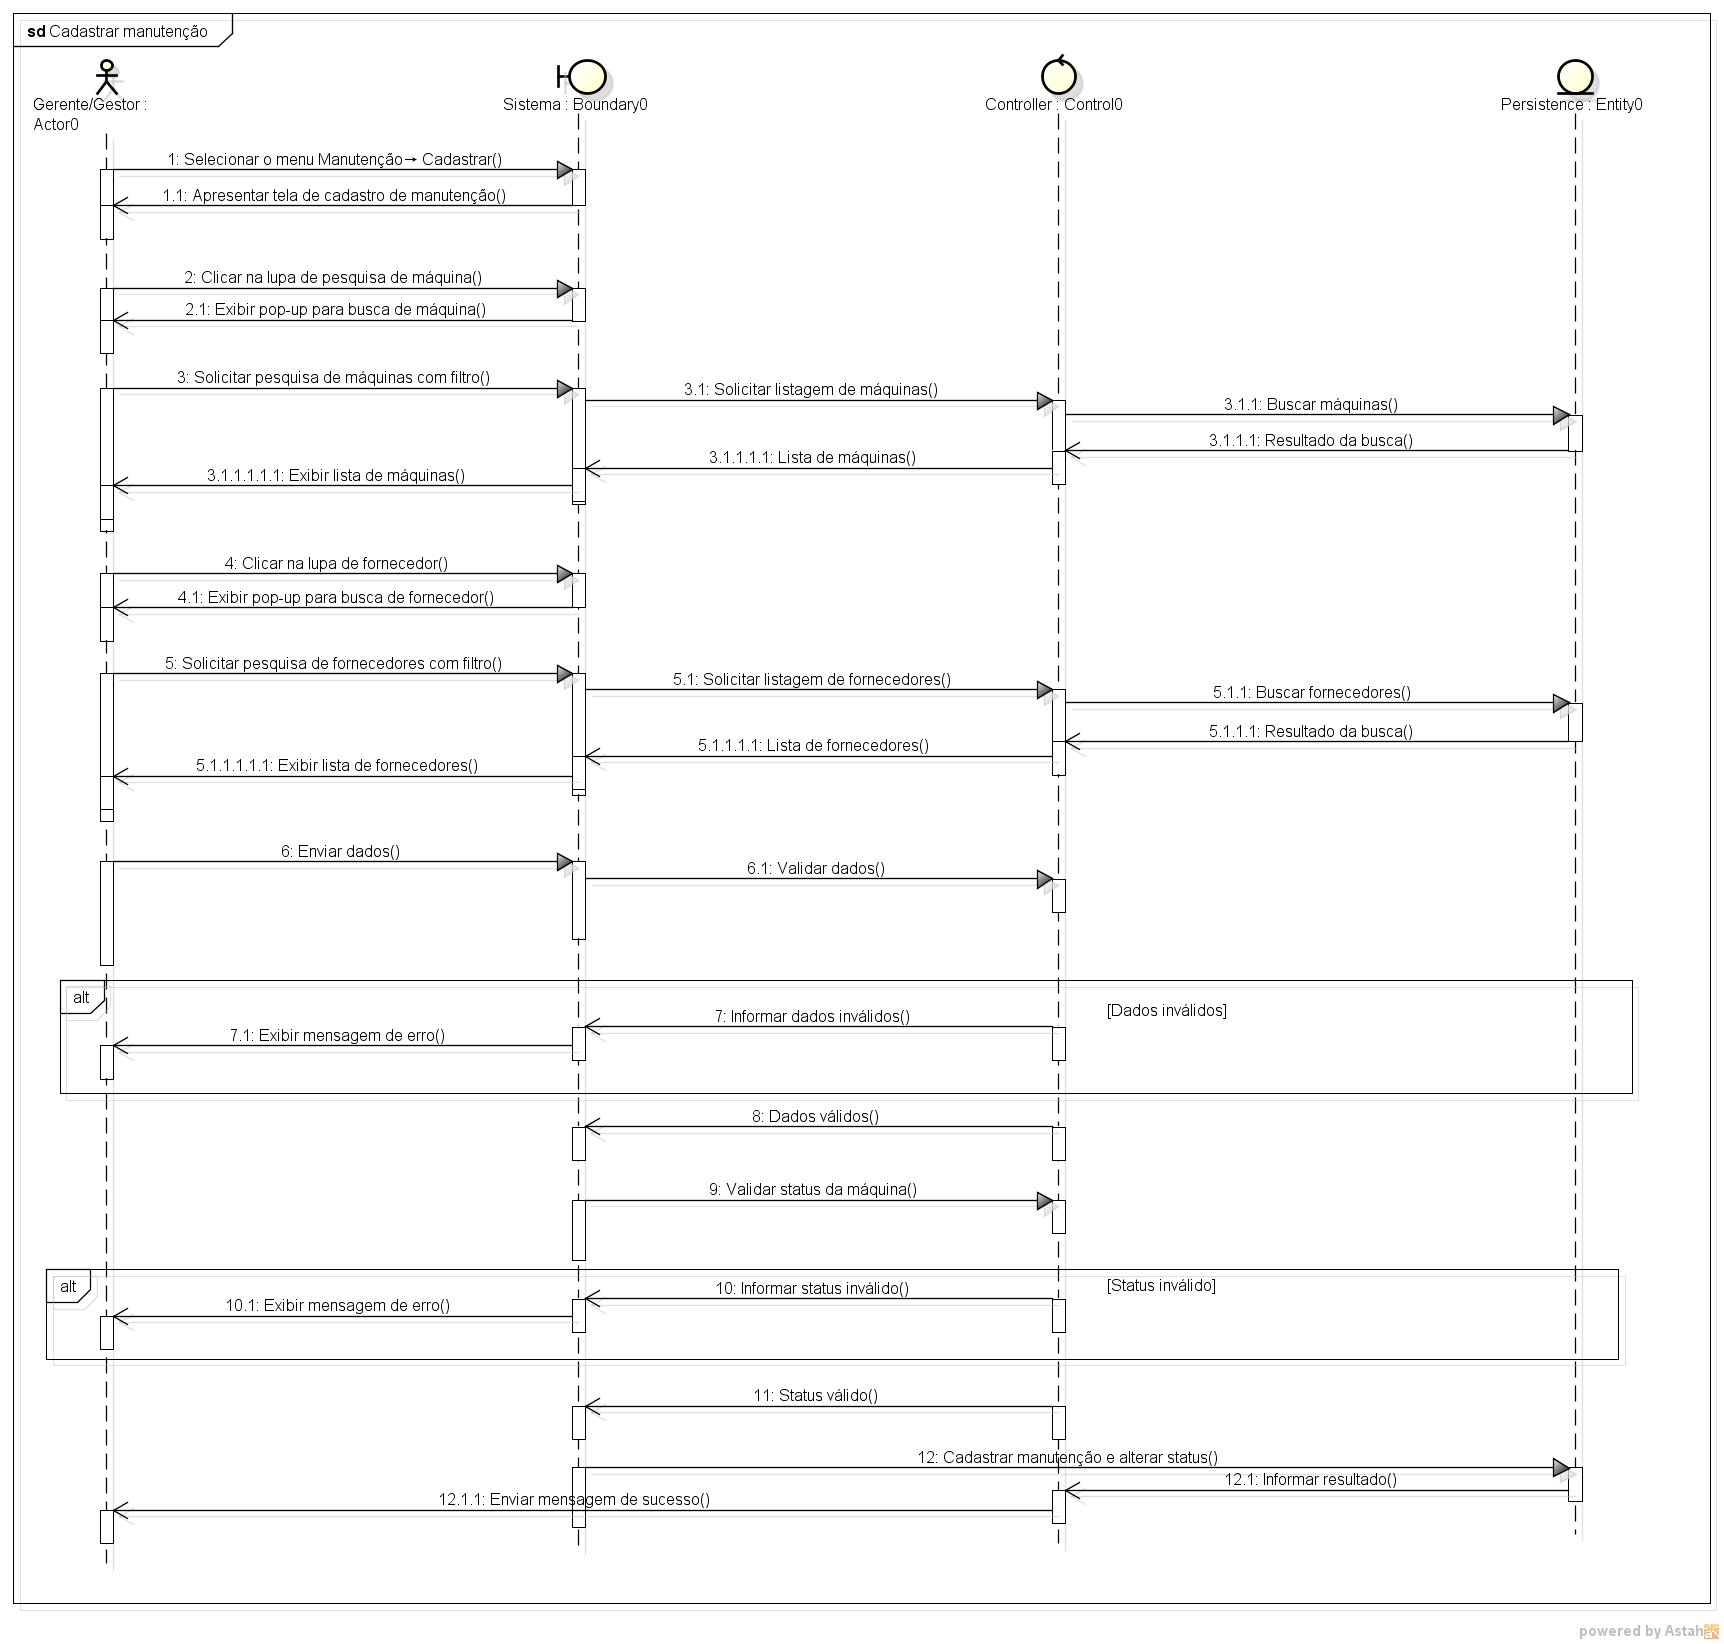 sd Cadastrar manutenção
Gerente/Gestor :
Actor0
Sistema : Boundary0
Controller : Control0
Persistence : Entity0
1: Selecionar o menu Manutenção→ Cadastrar()
1.1: Apresentar tela de cadastro de manutenção()
2: Clicar na lupa de pesquisa de máquina()
2.1: Exibir pop-up para busca de máquina()
3: Solicitar pesquisa de máquinas com filtro()
3.1: Solicitar listagem de máquinas()
3.1.1: Buscar máquinas()
3.1.1.1: Resultado da busca()
3.1.1.1.1: Lista de máquinas()
3.1.1.1.1.1: Exibir lista de máquinas()
4: Clicar na lupa de fornecedor()
4.1: Exibir pop-up para busca de fornecedor()
5: Solicitar pesquisa de fornecedores com filtro()
5.1: Solicitar listagem de fornecedores()
5.1.1: Buscar fornecedores()
5.1.1.1: Resultado da busca()
5.1.1.1.1: Lista de fornecedores()
5.1.1.1.1.1: Exibir lista de fornecedores()
6: Enviar dados()
6.1: Validar dados()
alt
[Dados inválidos]
7: Informar dados inválidos()
7.1: Exibir mensagem de erro()
8: Dados válidos()
9: Validar status da máquina()
alt
[Status inválido]
10: Informar status inválido()
10.1: Exibir mensagem de erro()
11: Status válido()
12: Cadastrar manutenção e alterar status()
12.1: Informar resultado()
12.1.1: Enviar mensagem de sucesso()
powered by Astah